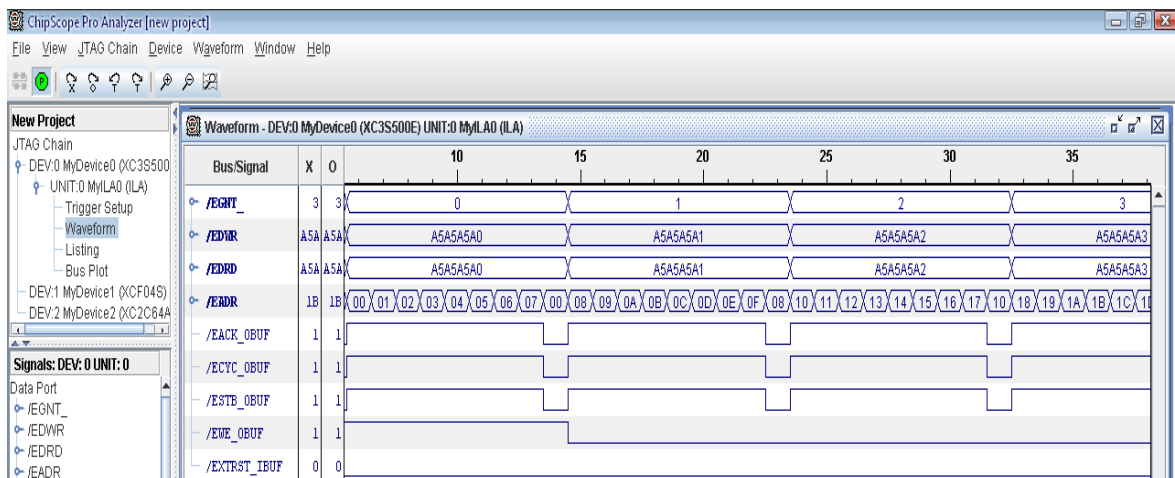 ChipScope Pro Analyzer [new project]
File View JTAG Chain Device Waveform Window Help
New Project
JTAG Chain
DEV:0 MyDevice0 (XC3S500
UNIT:0 MyILA0 (ILA)
Trigger Setup
Waveform
Listing
Bus Plot
DEV:1 MyDevice1 (XCF04S)
DEV:2 MyDevice2 (XC2C64A
Signals: DEV: 0 UNIT: 0
Data Port
/EGNT_
/EDWR
/EDRD
/EADR
Waveform - DEV:0 MyDevice0 (XC3S500E) UNIT:0 MyILA0 (ILA)
Bus/Signal X O 10 15 20 25 30 35
/EGNT_ 3 3 0 1 2 3
/EDWR A5A A5A A5A5A5A0 A5A5A5A1 A5A5A5A2 A5A5A5A3
/EDRD A5A A5A A5A5A5A0 A5A5A5A1 A5A5A5A2 A5A5A5A3
/EADR 1B 1B 00 01 02 03 04 05 06 07 00 08 09 0A 0B 0C 0D 0E 0F 08 10 11 12 13 14 15 16 17 10 18 19 1A 1B 1C
/EACK_OBUF 1 1
/ECYC_OBUF 1 1
/ESTB_OBUF 1 1
/EWE_OBUF 1 1
/EXTRST_IBUF 0 0